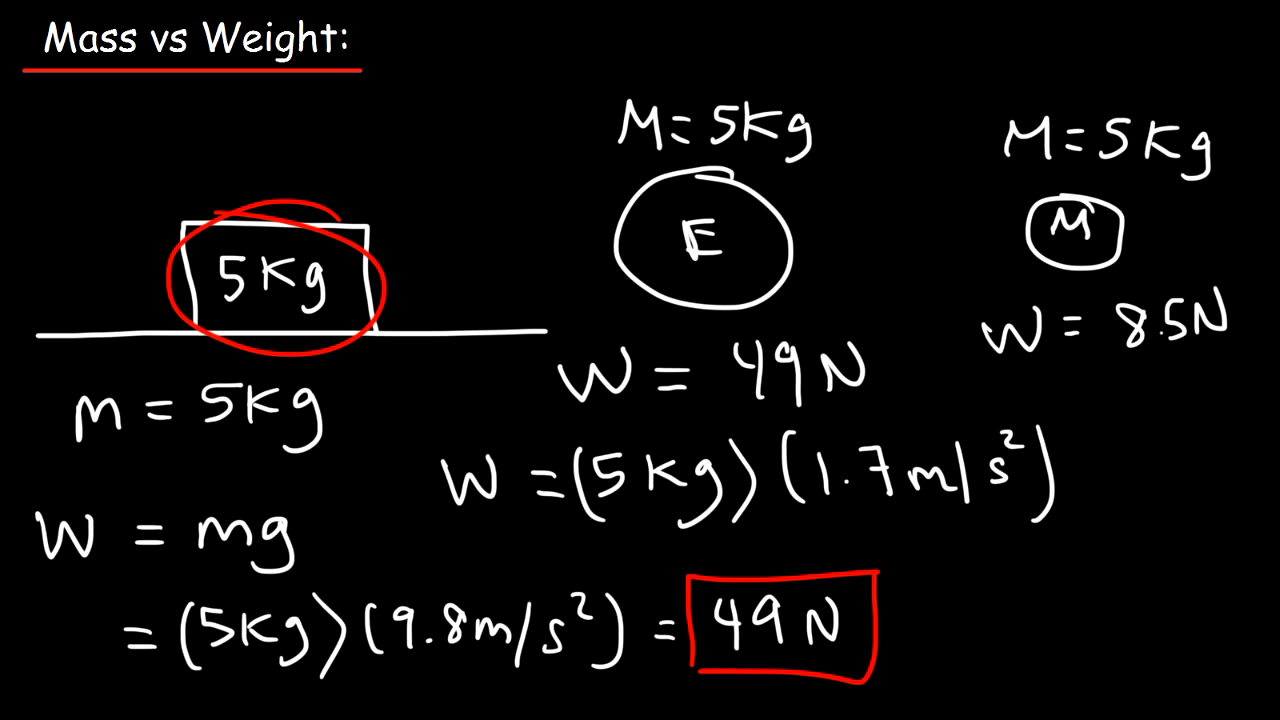 Mass vs Weight:
5Kg
m = 5Kg
W = mg
= (5Kg)(9.8m/s²) = 49N
M=5Kg
E
W = 49N
M=5Kg
M
W = 8.5N
W =(5Kg)(1.7m/s²)